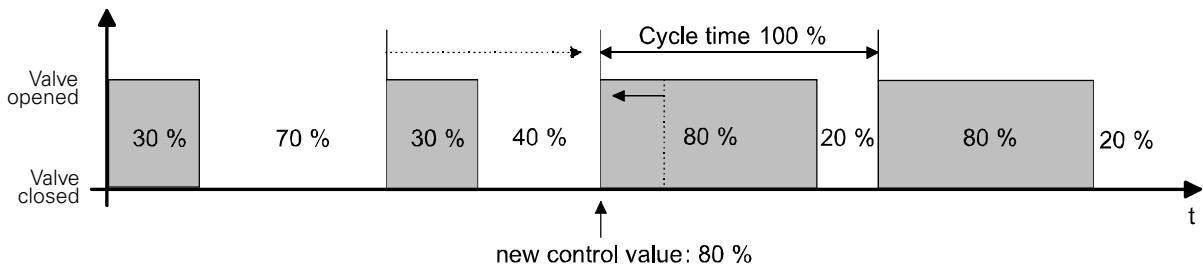 Cycle time 100 %
Valve
opened
30 %
70 %
30 %
40 %
80 %
20 %
80 %
20 %
Valve
closed
t
new control value: 80 %